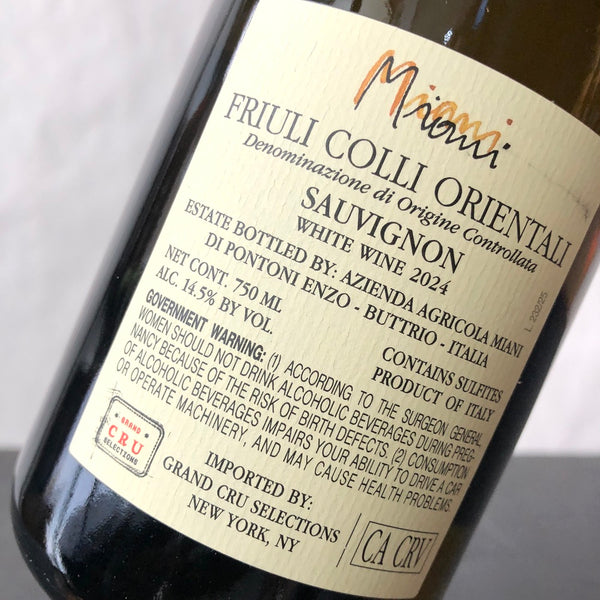 Miani
FRIULI COLLI ORIENTALI
Denominazione di Origine Controllata
SAUVIGNON
WHITE WINE 2024
ESTATE BOTTLED BY: AZIENDA AGRICOLA MIANI
DI PONTONI ENZO - BUTTRIO - ITALIA
NET CONT. 750 ML
ALC. 14.5% BY VOL.
CONTAINS SULFITES
PRODUCT OF ITALY
L. 232/25
GOVERNMENT WARNING: (1) ACCORDING TO THE SURGEON GENERAL,
WOMEN SHOULD NOT DRINK ALCOHOLIC BEVERAGES DURING PREG-
NANCY BECAUSE OF THE RISK OF BIRTH DEFECTS. (2) CONSUMPTION
OF ALCOHOLIC BEVERAGES IMPAIRS YOUR ABILITY TO DRIVE A CAR
OR OPERATE MACHINERY, AND MAY CAUSE HEALTH PROBLEMS.
GRAND
CRU
SELECTIONS
IMPORTED BY:
GRAND CRU SELECTIONS
NEW YORK, NY
CA CRV